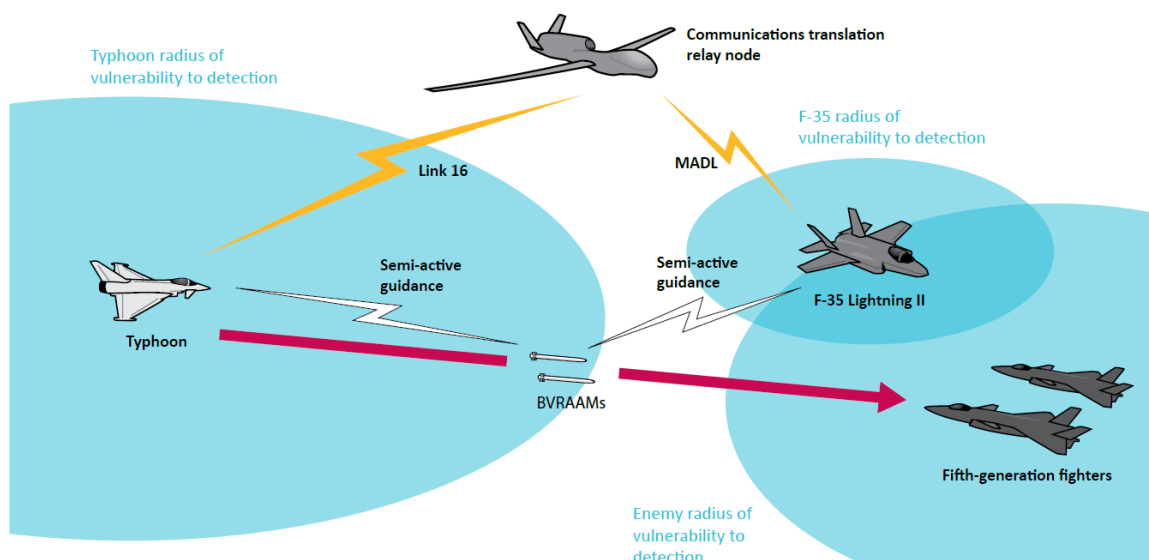 Communications translation
relay node
Typhoon radius of
vulnerability to detection
F-35 radius of
vulnerability to detection
Link 16
MADL
Semi-active
guidance
Semi-active
guidance
F-35 Lightning II
Typhoon
BVRAAMs
Fifth-generation fighters
Enemy radius of
vulnerability to
detection